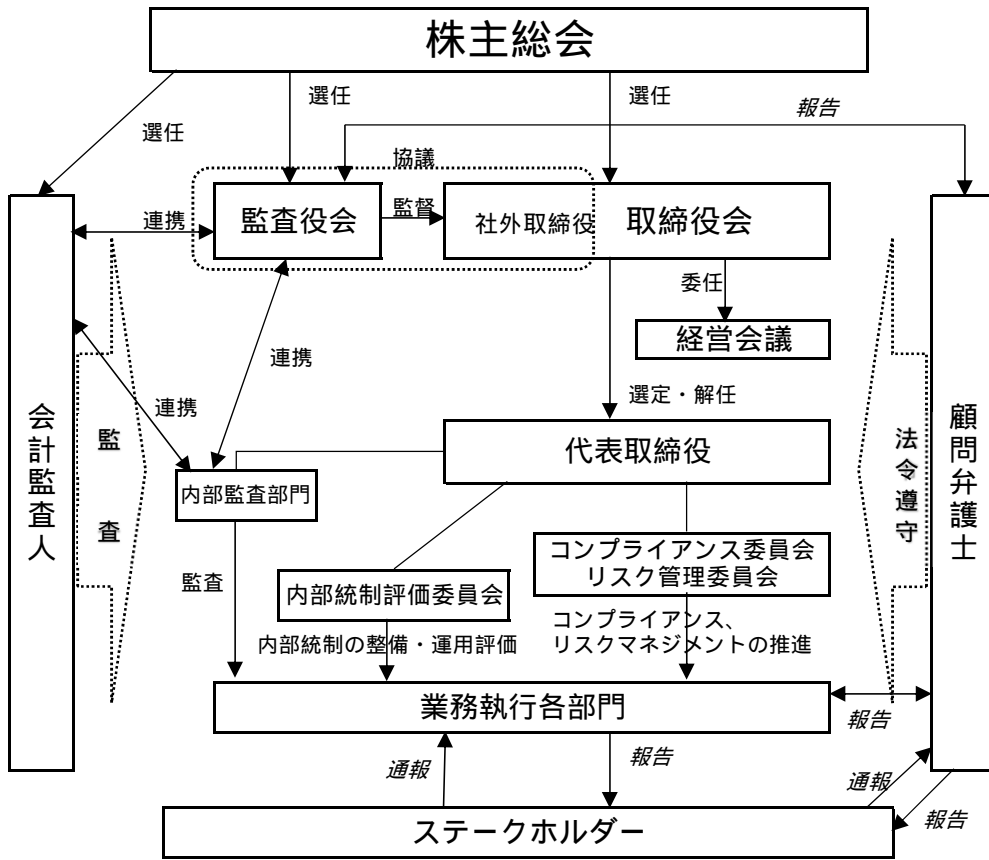 株主総会
選任
選任
選任
報告
協議
監査役会
監督
社外取締役
取締役会
連携
委任
経営会議
連携
選定・解任
連携
会計監査人
監査
代表取締役
法令遵守
顧問弁護士
内部監査部門
コンプライアンス委員会
リスク管理委員会
監査
内部統制評価委員会
コンプライアンス、
リスクマネジメントの推進
内部統制の整備・運用評価
業務執行各部門
報告
通報
報告
通報
報告
ステークホルダー